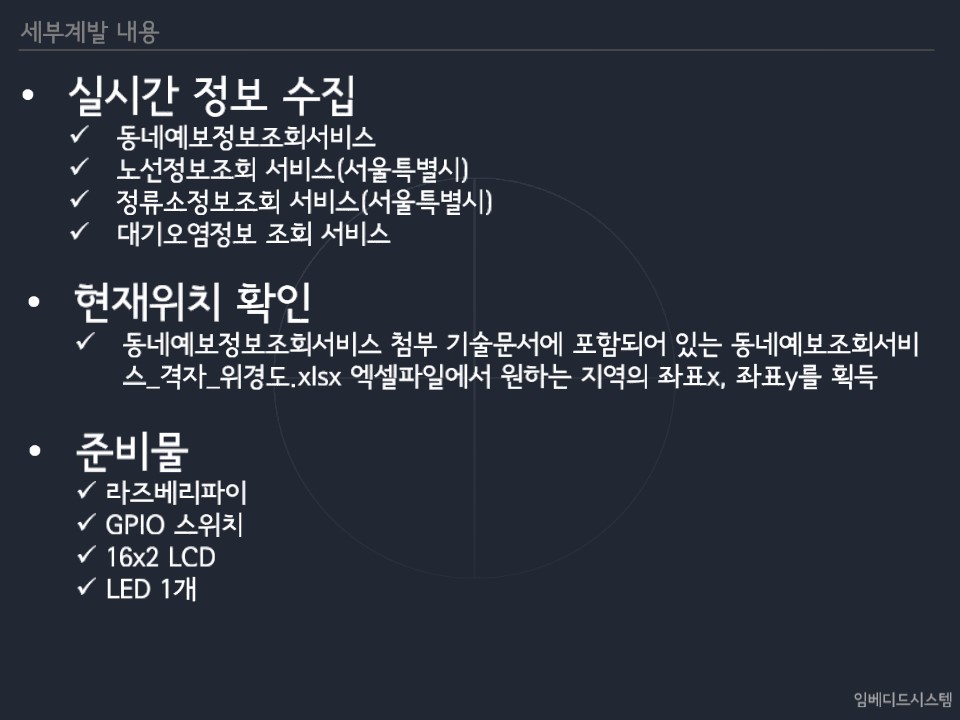 세부계발 내용
• 실시간 정보 수집
✓ 동네예보정보조회서비스
✓ 노선정보조회 서비스(서울특별시)
✓ 정류소정보조회 서비스(서울특별시)
✓ 대기오염정보 조회 서비스
• 현재위치 확인
✓ 동네예보정보조회서비스 첨부 기술문서에 포함되어 있는 동네예보조회서비
스_격자_위경도.xlsx 엑셀파일에서 원하는 지역의 좌표x, 좌표y를 획득
• 준비물
✓ 라즈베리파이
✓ GPIO 스위치
✓ 16x2 LCD
✓ LED 1개
임베디드시스템